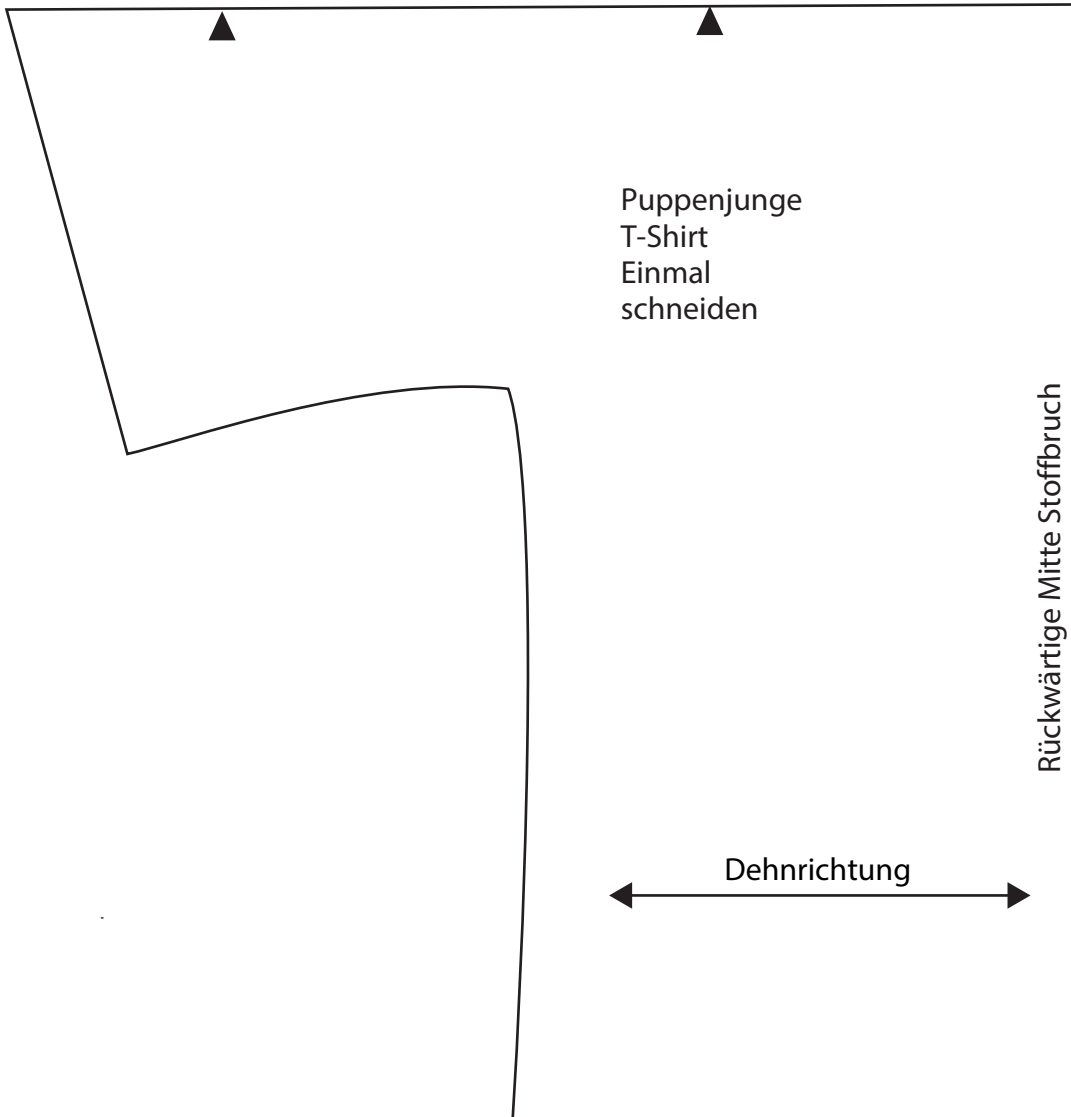 Puppenjunge
T-Shirt
Einmal
schneiden
Rückwärtige Mitte Stoffbruch
Dehnrichtung